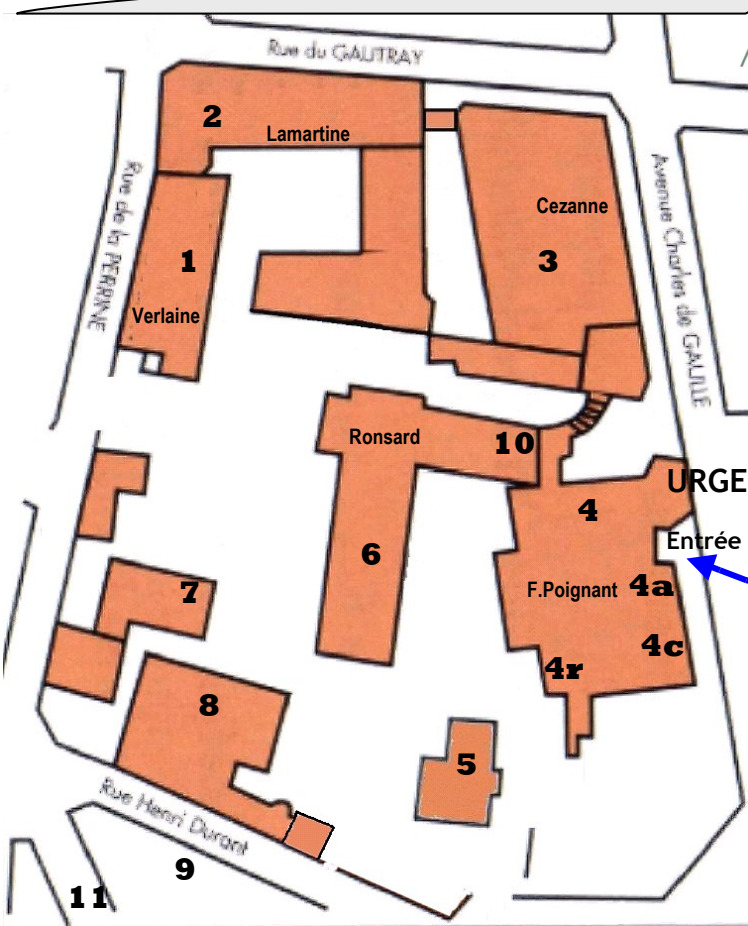 Rue du GAUTRAY
2
Lamartine
Rue de la PERRINE
Cezanne
Avenue Charles de GAULLE
1
3
Verlaine
Ronsard
10
URGE
4
Entrée
6
7
F.Poignant
4a
4c
4r
8
5
Rue Henri Durant
9
11